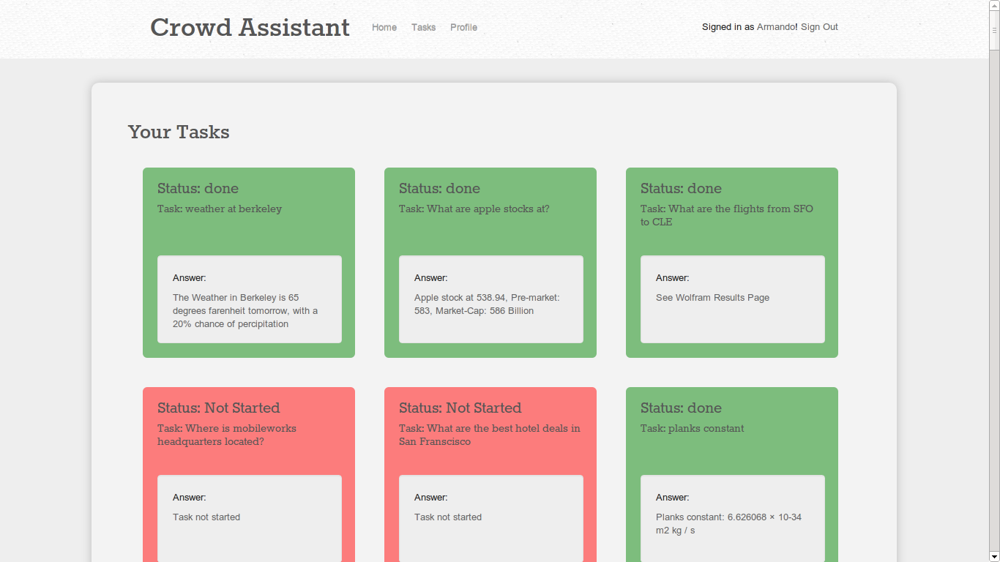 Crowd Assistant
Home Tasks Profile
Signed in as Armando! Sign Out
Your Tasks
Status: done
Task: weather at berkeley
Answer:
The Weather in Berkeley is 65
degrees farenheit tomorrow, with a
20% chance of percipitation
Status: done
Task: What are apple stocks at?
Answer:
Apple stock at 538.94, Pre-market:
583, Market-Cap: 586 Billion
Status: done
Task: What are the flights from SFO
to CLE
Answer:
See Wolfram Results Page
Status: Not Started
Task: Where is mobileworks
headquarters located?
Answer:
Task not started
Status: Not Started
Task: What are the best hotel deals in
San Franscisco
Answer:
Task not started
Status: done
Task: planks constant
Answer:
Planks constant: 6.626068 × 10-34
m2 kg / s